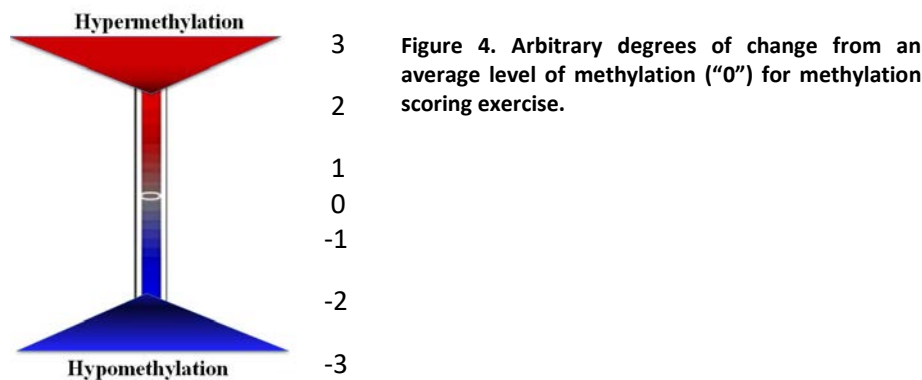 Hypermethylation
3
2
1
0
-1
-2
-3
Hypomethylation
Figure 4. Arbitrary degrees of change from an
average level of methylation (“0”) for methylation
scoring exercise.